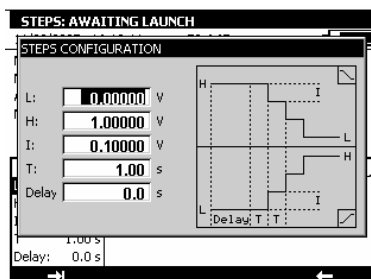 STEPS: AWAITING LAUNCH
STEPS CONFIGURATION
L: 0.00000 V
H: 1.00000 V
I: 0.10000 V
T: 1.00 s
Delay 0.0 s
H
I
L
H
L
I
Delay T T
1.00 s
Delay: 0.0 s